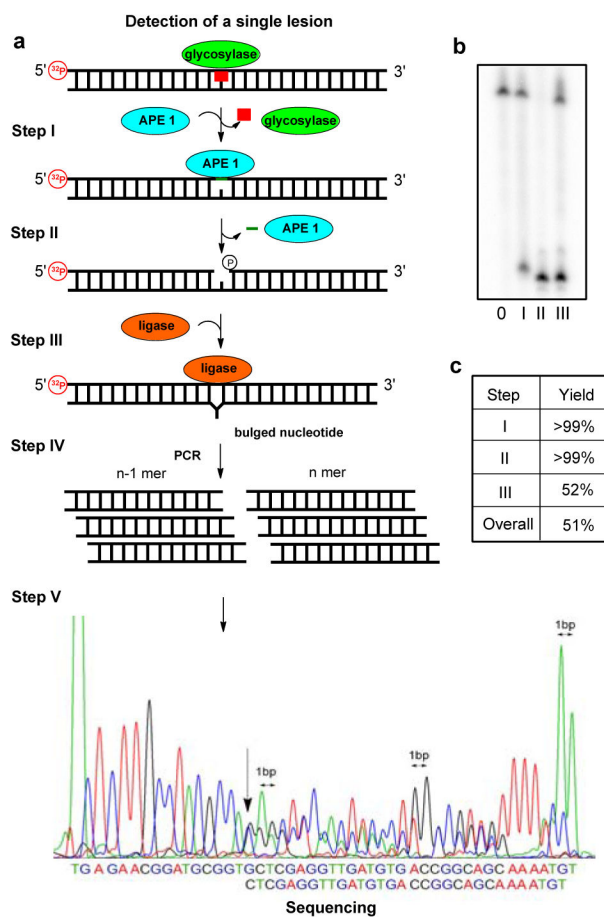 Detection of a single lesion
a
glycosylase
5' 32P 3'
APE 1 glycosylase
Step I
APE 1
5' 32P 3'
Step II
APE 1
P
5' 32P 3'
ligase
Step III
ligase
5' 32P 3'
bulged nucleotide
Step IV
PCR
n-1 mer n mer
Step V
b
0 I II III
c
Step Yield
I >99%
II >99%
III 52%
Overall 51%
1bp
1bp
1bp
TGAGAACGGATGCGGTGCTCGAGGTTGATGTGACCGGCAGCAAAATGT
CTCGAGGTTGATGTGACCGGCAGCAAAATGT
Sequencing